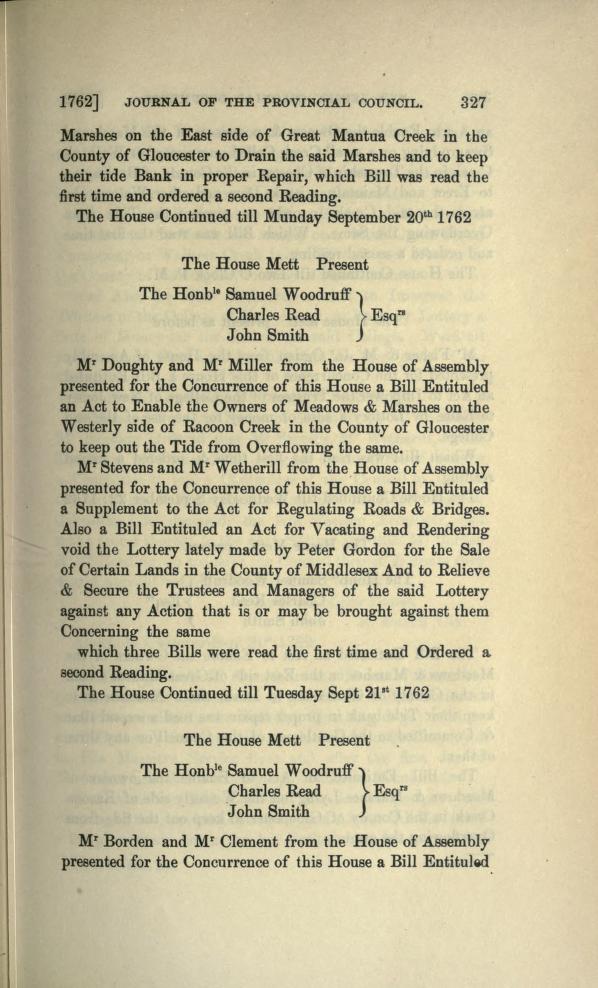 1762] JOURNAL OF THE PROVINCIAL COUNCIL. 327
Marshes on the East side of Great Mantua Creek in the
County of Gloucester to Drain the said Marshes and to keep
their tide Bank in proper Repair, which Bill was read the
first time and ordered a second Reading.
The House Continued till Munday September 20th 1762
The House Mett Present
The Honble Samuel Woodruff
Charles Read } Esqrs
John Smith
Mr Doughty and Mr Miller from the House of Assembly
presented for the Concurrence of this House a Bill Entituled
an Act to Enable the Owners of Meadows & Marshes on the
Westerly side of Racoon Creek in the County of Gloucester
to keep out the Tide from Overflowing the same.
Mr Stevens and Mr Wetherill from the House of Assembly
presented for the Concurrence of this House a Bill Entituled
a Supplement to the Act for Regulating Roads & Bridges.
Also a Bill Entituled an Act for Vacating and Rendering
void the Lottery lately made by Peter Gordon for the Sale
of Certain Lands in the County of Middlesex And to Relieve
& Secure the Trustees and Managers of the said Lottery
against any Action that is or may be brought against them
Concerning the same
which three Bills were read the first time and Ordered a
second Reading.
The House Continued till Tuesday Sept 21st 1762
The House Mett Present
The Honble Samuel Woodruff
Charles Read } Esqrs
John Smith
Mr Borden and Mr Clement from the House of Assembly
presented for the Concurrence of this House a Bill Entituled